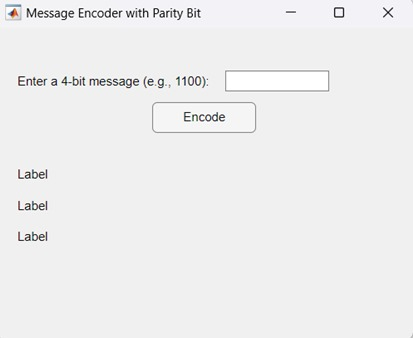 Message Encoder with Parity Bit
Enter a 4-bit message (e.g., 1100):
Encode
Label
Label
Label